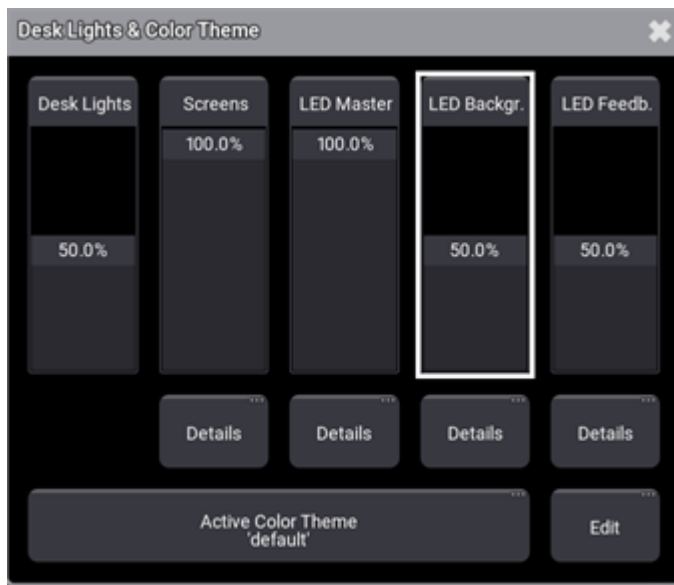 Desk Lights & Color Theme
Desk Lights
Screens
LED Master
LED Backgr.
LED Feedb.
100.0%
100.0%
50.0%
50.0%
50.0%
Details
Details
Details
Details
Active Color Theme
'default'
Edit